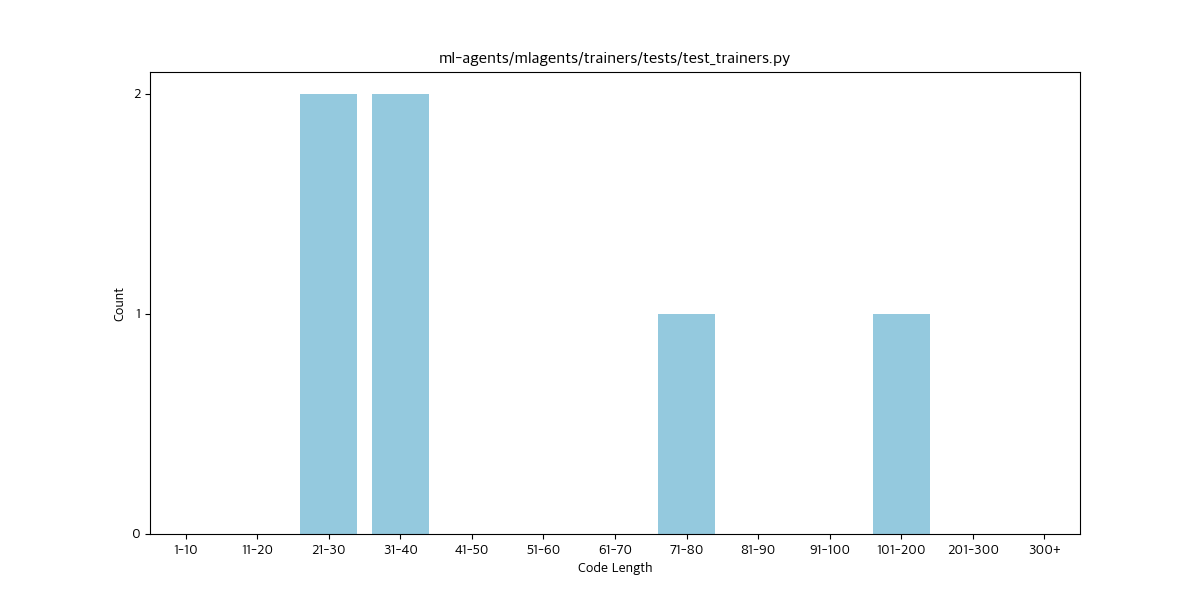 ml-agents/mlagents/trainers/tests/test_trainers.py
2
1
0
Count
1-10 11-20 21-30 31-40 41-50 51-60 61-70 71-80 81-90 91-100 101-200 201-300 300+
Code Length